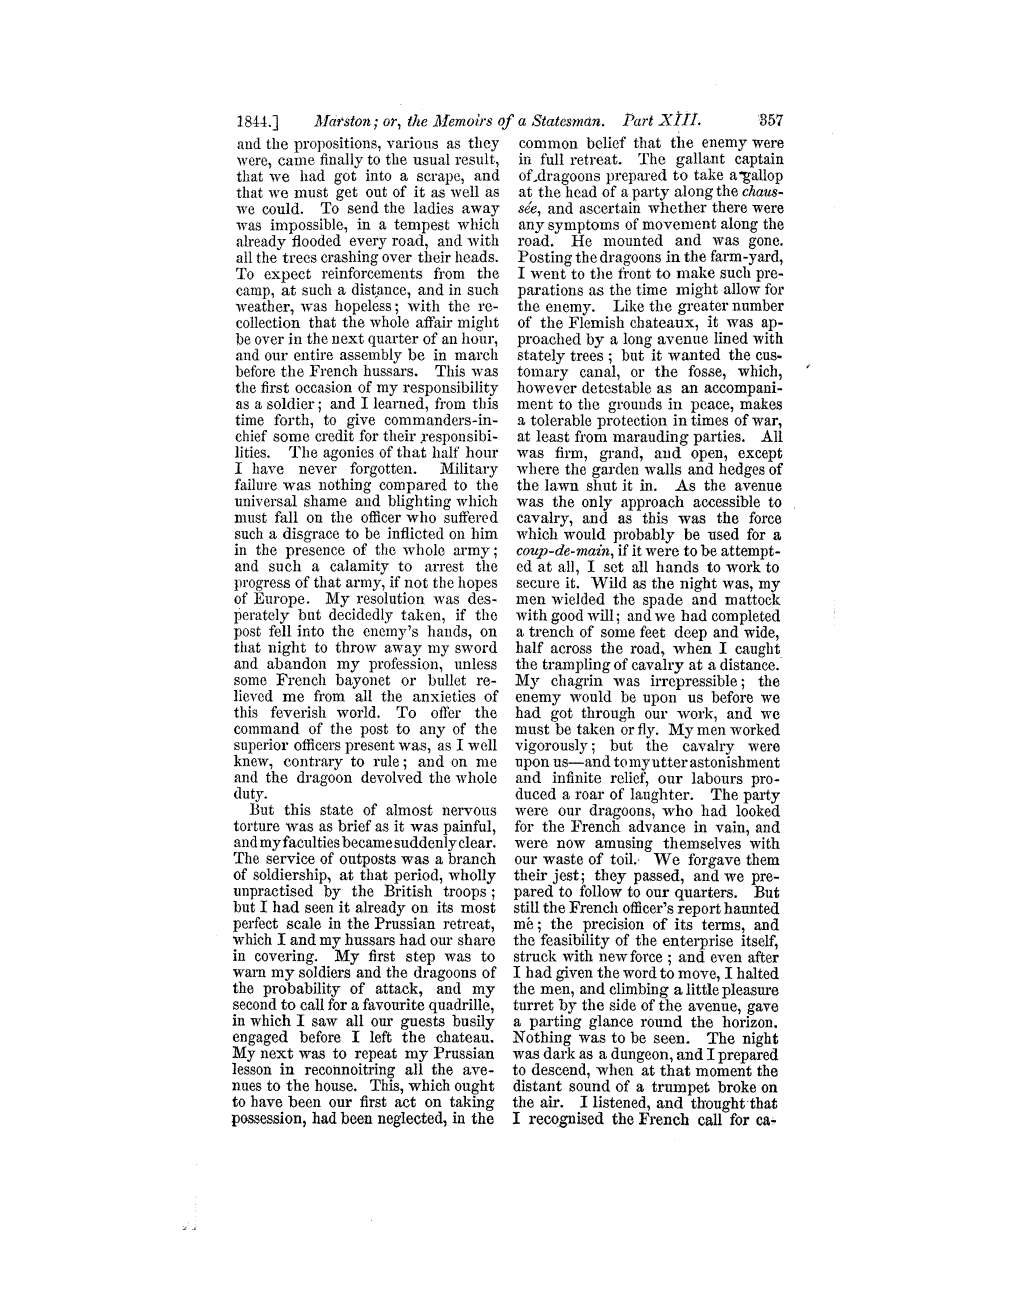 1844.] Marston; or, the Memoirs of a Statesman. Part XIII. 357
and the propositions, various as they
were, came finally to the usual result,
that we had got into a scrape, and
that we must get out of it as well as
we could. To send the ladies away
was impossible, in a tempest which
already flooded every road, and with
all the trees crashing over their heads.
To expect reinforcements from the
camp, at such a distance, and in such
weather, was hopeless; with the re-
collection that the whole affair might
be over in the next quarter of an hour,
and our entire assembly be in march
before the French hussars. This was
the first occasion of my responsibility
as a soldier; and I learned, from this
time forth, to give commanders-in-
chief some credit for their responsibi-
lities. The agonies of that half hour
I have never forgotten. Military
failure was nothing compared to the
universal shame and blighting which
must fall on the officer who suffered
such a disgrace to be inflicted on him
in the presence of the whole army;
and such a calamity to arrest the
progress of that army, if not the hopes
of Europe. My resolution was des-
perately but decidedly taken, if the
post fell into the enemy's hands, on
that night to throw away my sword
and abandon my profession, unless
some French bayonet or bullet re-
lieved me from all the anxieties of
this feverish world. To offer the
command of the post to any of the
superior officers present was, as I well
knew, contrary to rule; and on me
and the dragoon devolved the whole
duty.
But this state of almost nervous
torture was as brief as it was painful,
and my faculties became suddenly clear.
The service of outposts was a branch
of soldiership, at that period, wholly
unpractised by the British troops;
but I had seen it already on its most
perfect scale in the Prussian retreat,
which I and my hussars had our share
in covering. My first step was to
warn my soldiers and the dragoons of
the probability of attack, and my
second to call for a favourite quadrille,
in which I saw all our guests busily
engaged before I left the chateau.
My next was to repeat my Prussian
lesson in reconnoitring all the ave-
nues to the house. This, which ought
to have been our first act on taking
possession, had been neglected, in the
common belief that the enemy were
in full retreat. The gallant captain
of dragoons prepared to take a gallop
at the head of a party along the chaus-
sée, and ascertain whether there were
any symptoms of movement along the
road. He mounted and was gone.
Posting the dragoons in the farm-yard,
I went to the front to make such pre-
parations as the time might allow for
the enemy. Like the greater number
of the Flemish chateaux, it was ap-
proached by a long avenue lined with
stately trees; but it wanted the cus-
tomary canal, or the fosse, which,
however detestable as an accompani-
ment to the grounds in peace, makes
a tolerable protection in times of war,
at least from marauding parties. All
was firm, grand, and open, except
where the garden walls and hedges of
the lawn shut it in. As the avenue
was the only approach accessible to
cavalry, and as this was the force
which would probably be used for a
coup-de-main, if it were to be attempt-
ed at all, I set all hands to work to
secure it. Wild as the night was, my
men wielded the spade and mattock
with good will; and we had completed
a trench of some feet deep and wide,
half across the road, when I caught
the trampling of cavalry at a distance.
My chagrin was irrepressible; the
enemy would be upon us before we
had got through our work, and we
must be taken or fly. My men worked
vigorously; but the cavalry were
upon us—and to my utter astonishment
and infinite relief, our labours pro-
duced a roar of laughter. The party
were our dragoons, who had looked
for the French advance in vain, and
were now amusing themselves with
our waste of toil. We forgave them
their jest; they passed, and we pre-
pared to follow to our quarters. But
still the French officer's report haunted
me; the precision of its terms, and
the feasibility of the enterprise itself,
struck with new force; and even after
I had given the word to move, I halted
the men, and climbing a little pleasure
turret by the side of the avenue, gave
a parting glance round the horizon.
Nothing was to be seen. The night
was dark as a dungeon, and I prepared
to descend, when at that moment the
distant sound of a trumpet broke on
the air. I listened, and thought that
I recognised the French call for ca-